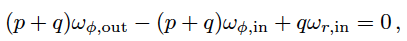 (p + q)ω_{ϕ,out} − (p + q)ω_{ϕ,in} + qω_{r,in} = 0 ,